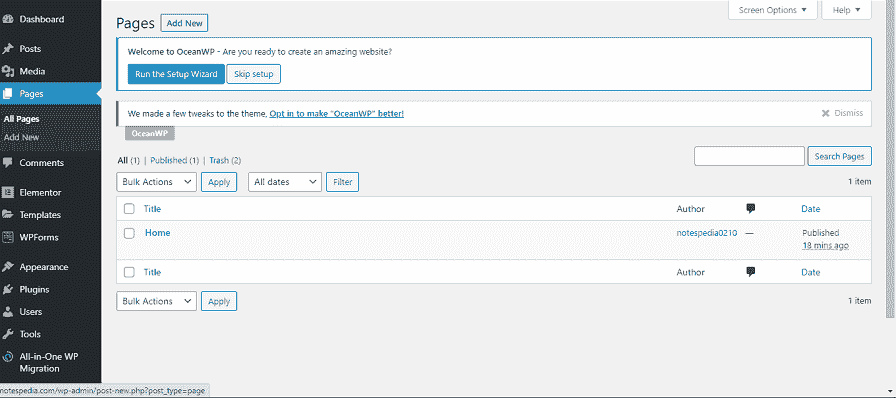 Dashboard
Posts
Media
Pages
All Pages
Add New
Comments
Elementor
Templates
WPForms
Appearance
Plugins
Users
Tools
All-in-One WP
Migration
Screen Options
Help
Pages Add New
Welcome to OceanWP - Are you ready to create an amazing website?
Run the Setup Wizard Skip setup
We made a few tweaks to the theme, Opt in to make "OceanWP" better! Dismiss
OceanWP
All (1) | Published (1) | Trash (2)
Search Pages
Bulk Actions Apply All dates Filter 1 item
Title Author Date
Home notespedia0210 — Published
18 mins ago
Title Author Date
Bulk Actions Apply 1 item
notespedia.com/wp-admin/post-new.php?post_type=page